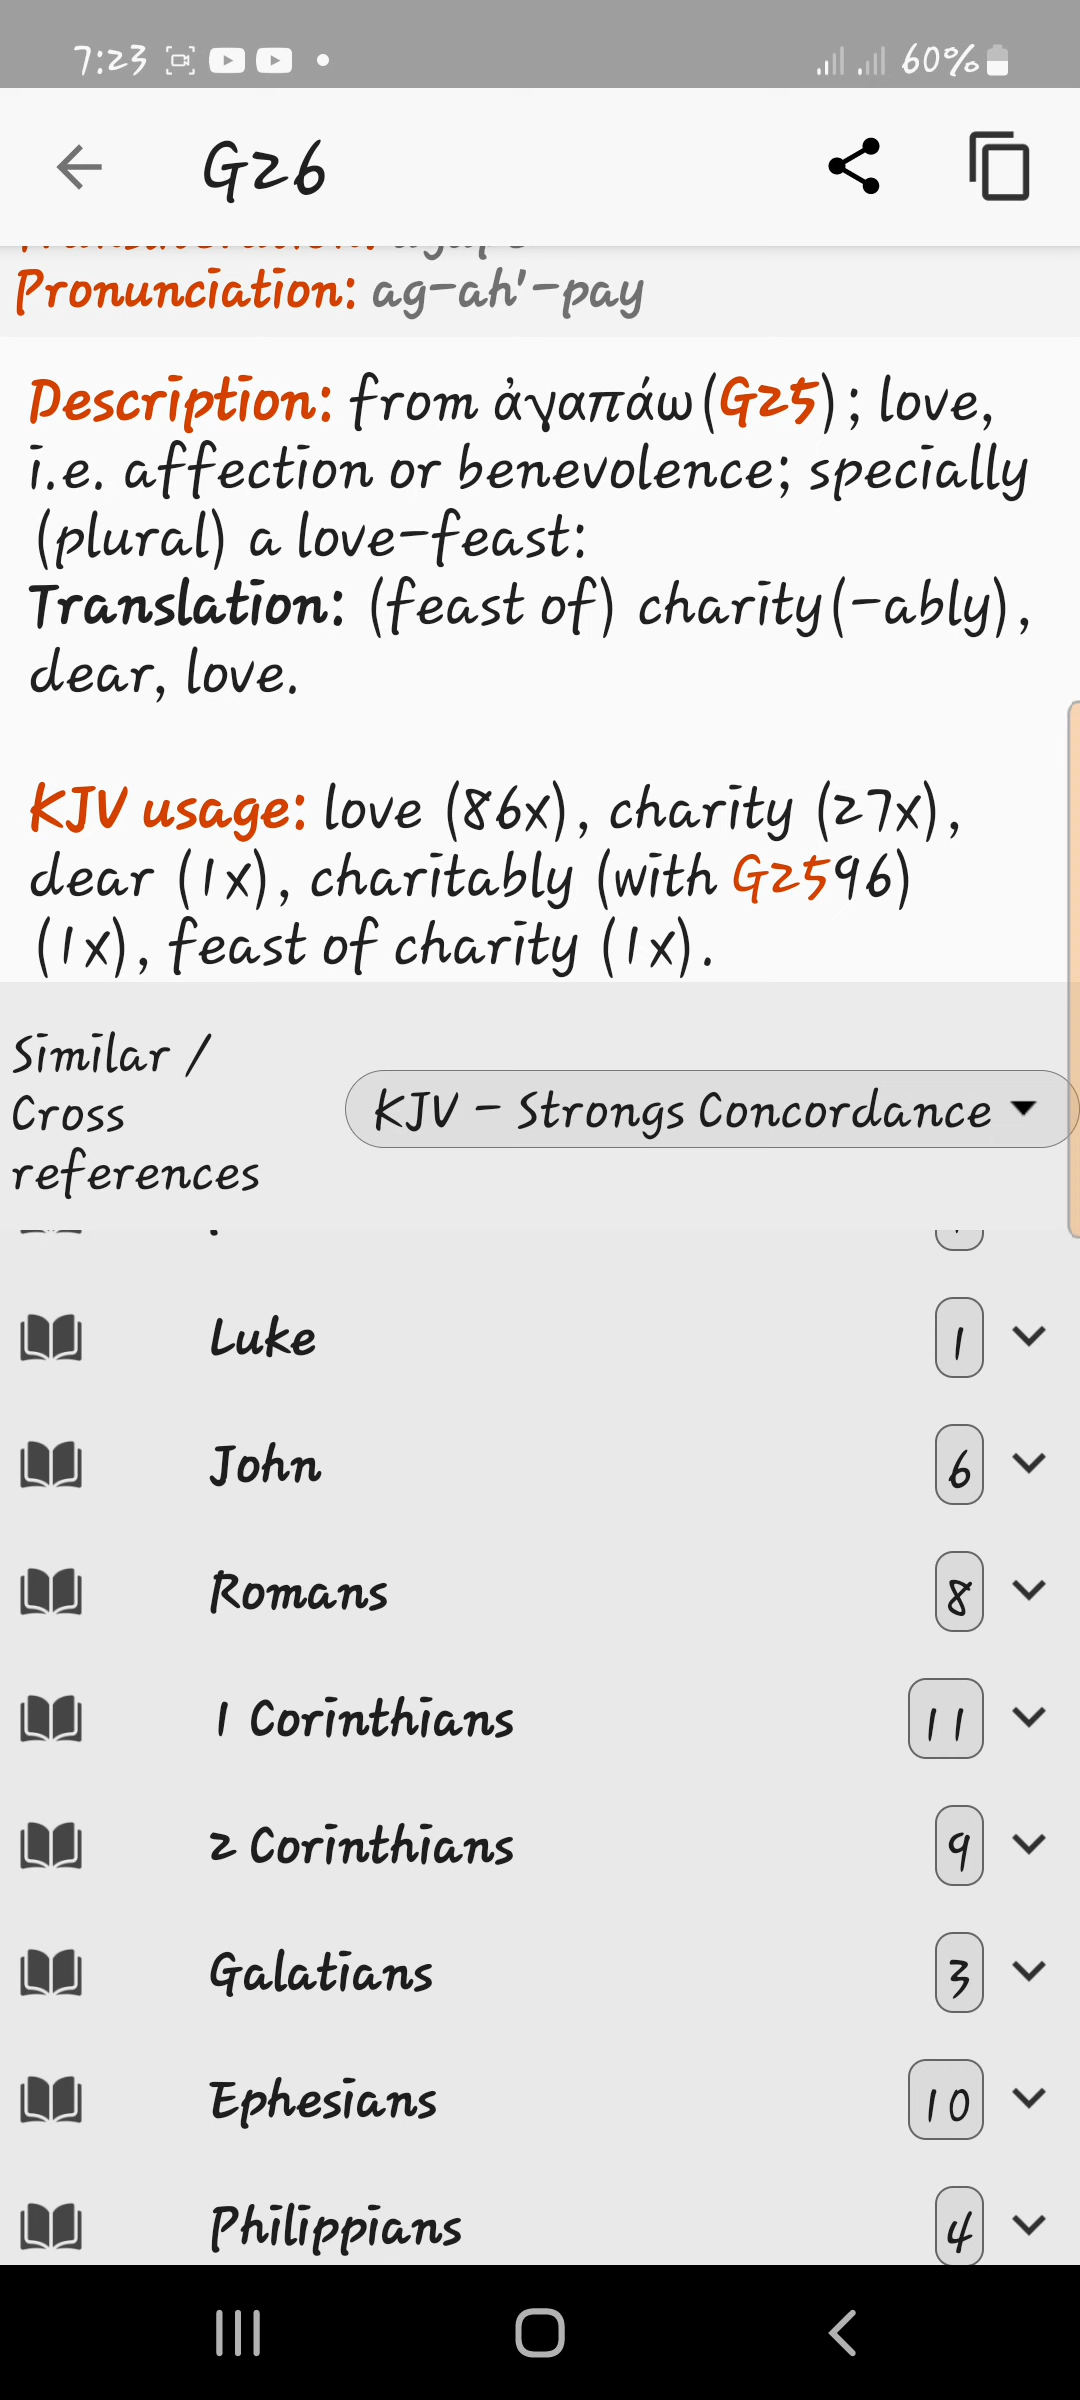 7:23 60%
G26
Pronunciation: ag-ah'-pay
Description: from ἀγαπάω(G25); love,
i.e. affection or benevolence; specially
(plural) a love-feast:
Translation: (feast of) charity(-ably),
dear, love.
KJV usage: love (86x), charity (27x),
dear (1x), charitably (with G2596)
(1x), feast of charity (1x).
Similar /
Cross
references
KJV - Strongs Concordance
Luke 1
John 6
Romans 8
1 Corinthians 11
2 Corinthians 9
Galatians 3
Ephesians 10
Philippians 4